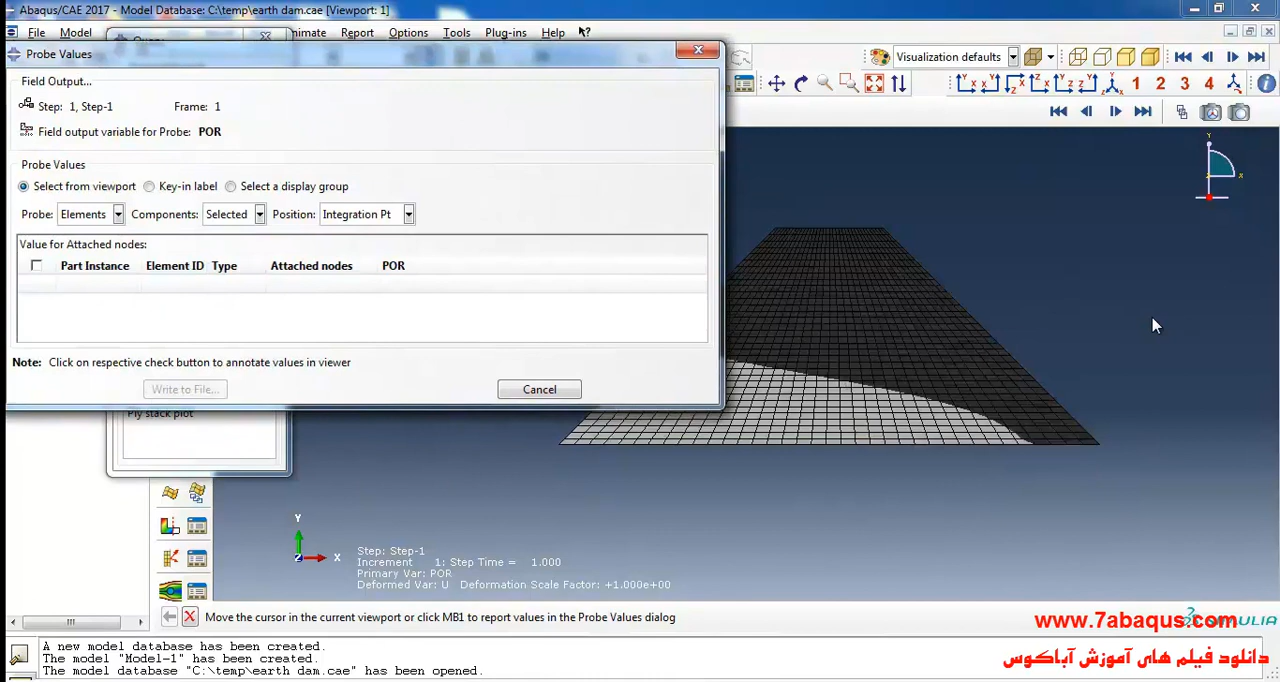 Abaqus/CAE 2017 - Model Database: C:\temp\earth dam.cae [Viewport: 1]
File Model nimate Report Options Tools Plug-ins Help
Probe Values
Visualization defaults
1 2 3 4
Field Output...
Step: 1, Step-1 Frame: 1
Field output variable for Probe: POR
Probe Values
Select from viewport Key-in label Select a display group
Probe: Elements Components: Selected Position: Integration Pt
Value for Attached nodes:
Part Instance Element ID Type Attached nodes POR
Note: Click on respective check button to annotate values in viewer
Write to File... Cancel
Ply stack plot
Y
X
Y
X
Z
Step: Step-1
Increment 1: Step Time = 1.000
Primary Var: POR
Deformed Var: U Deformation Scale Factor: +1.000e+00
Move the cursor in the current viewport or click MB1 to report values in the Probe Values dialog
www.7abaqus.com
دانلود فیلم های آموزش آباکوس
A new model database has been created.
The model "Model-1" has been created.
The model database "C:\temp\earth dam.cae" has been opened.